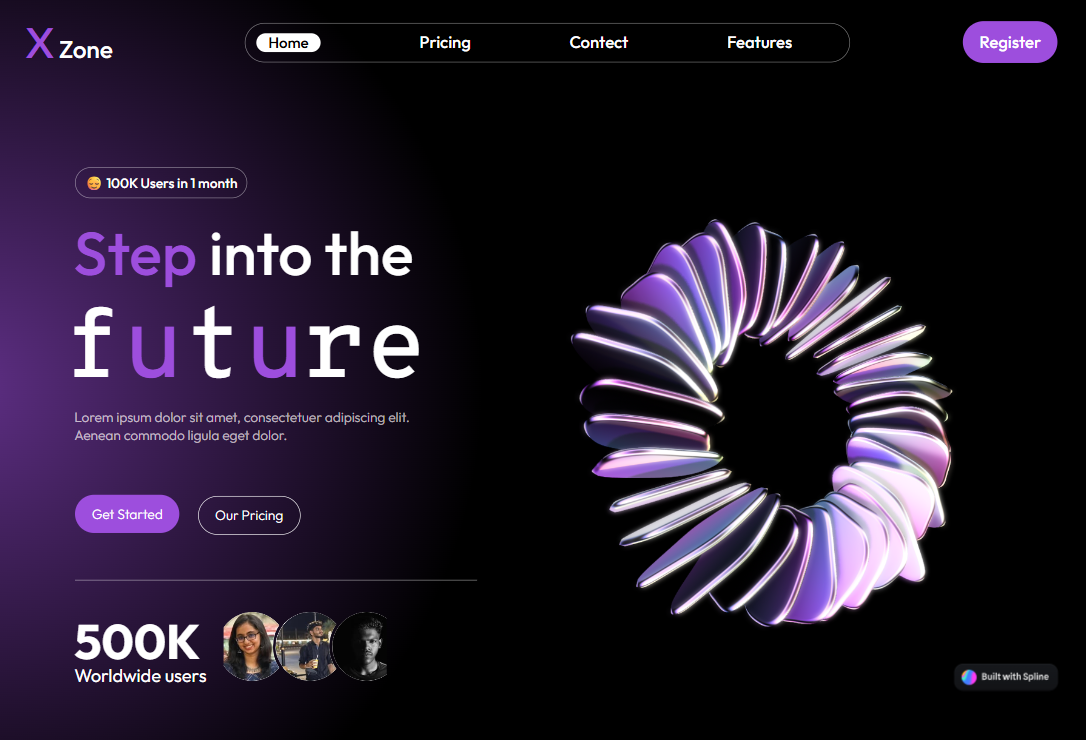 X Zone
Home
Pricing
Contect
Features
Register
100K Users in 1 month
Step into the
future
Lorem ipsum dolor sit amet, consectetuer adipiscing elit.
Aenean commodo ligula eget dolor.
Get Started
Our Pricing
500K
Worldwide users
Built with Spline